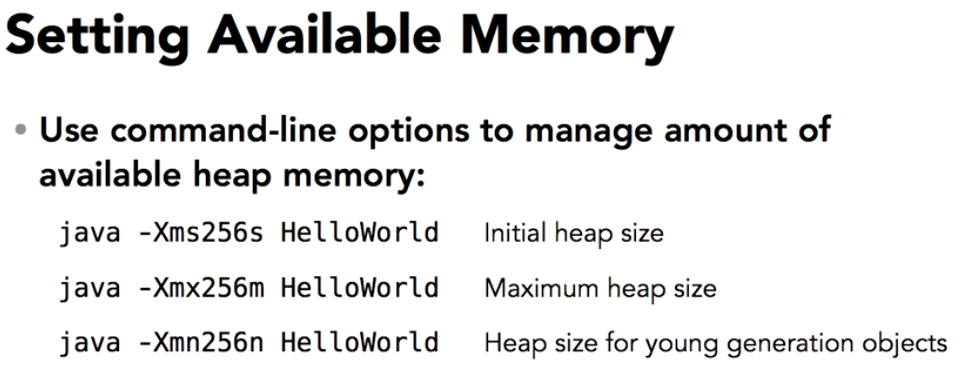 Setting Available Memory
• Use command-line options to manage amount of
available heap memory:
java -Xms256s HelloWorld Initial heap size
java -Xmx256m HelloWorld Maximum heap size
java -Xmn256n HelloWorld Heap size for young generation objects